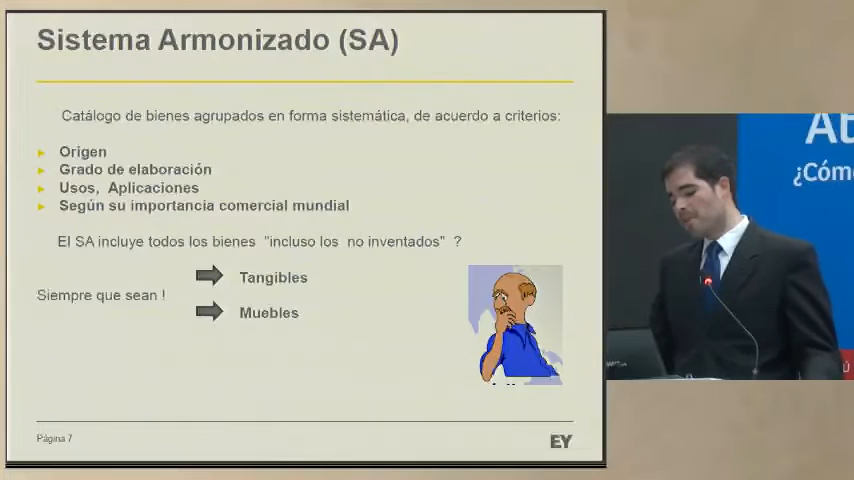 Sistema Armonizado (SA)
Catálogo de bienes agrupados en forma sistemática, de acuerdo a criterios:
Origen
Grado de elaboración
Usos, Aplicaciones
Según su importancia comercial mundial
El SA incluye todos los bienes "incluso los no inventados" ?
Siempre que sean !
Tangibles
Muebles
Página 7
EY
¿Cóm